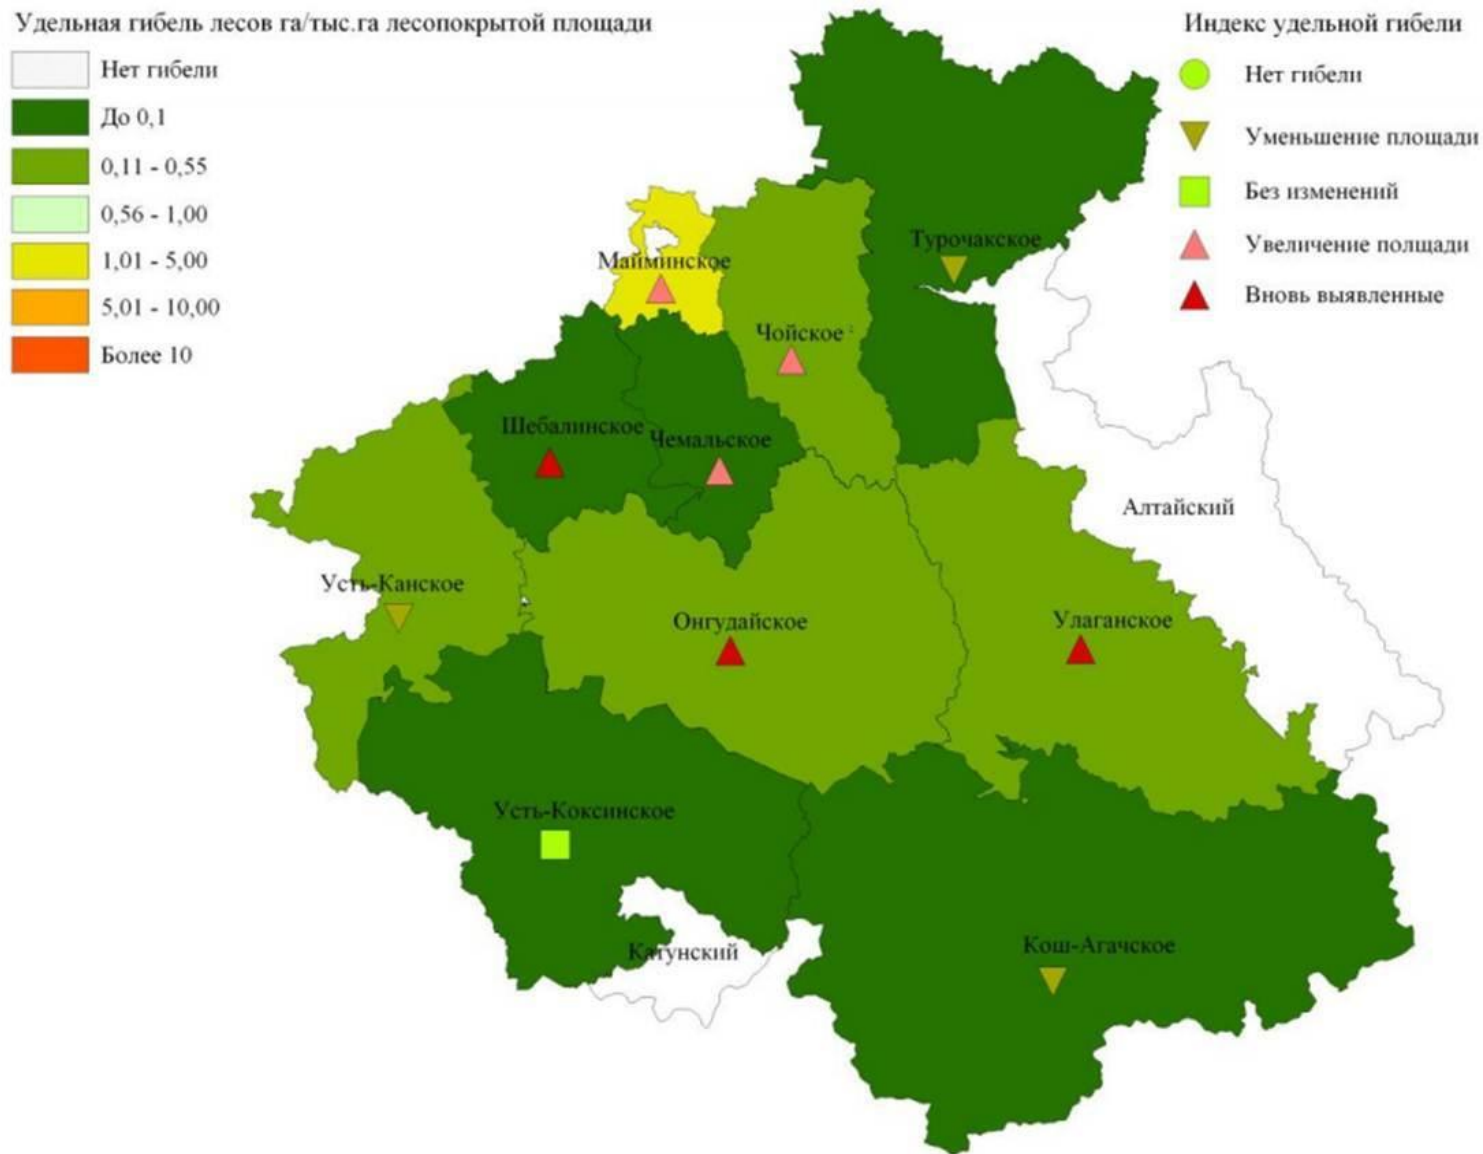 Удельная гибель лесов га/тыс.га лесопокрытой площади
Нет гибели
До 0,1
0,11 - 0,55
0,56 - 1,00
1,01 - 5,00
5,01 - 10,00
Более 10
Индекс удельной гибели
Нет гибели
Уменьшение площади
Без изменений
Увеличение полщади
Вновь выявленные
Турочакское
Майминское
Чойское
Шебалинское
Чемальское
Алтайский
Усть-Канское
Онгудайское
Улаганское
Усть-Коксинское
Катунский
Кош-Агачское